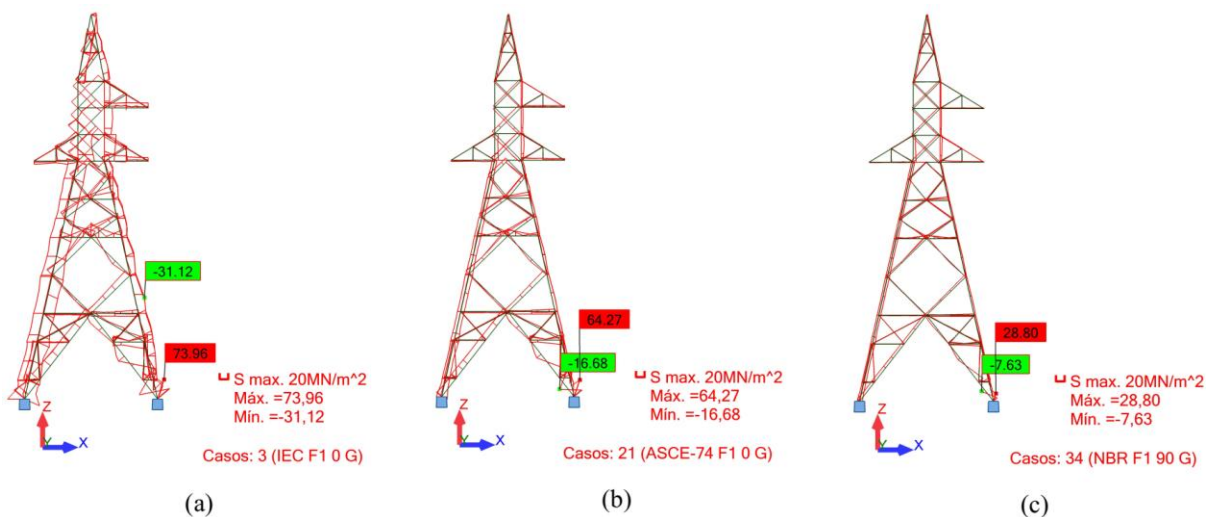 -31.12
73.96
S max. 20MN/m^2
Máx. =73,96
Mín. =-31,12
Z
Y
X
Casos: 3 (IEC F1 0 G)
(a)
64.27
-16.68
S max. 20MN/m^2
Máx. =64,27
Mín. =-16,68
Z
Y
X
Casos: 21 (ASCE-74 F1 0 G)
(b)
28.80
-7.63
S max. 20MN/m^2
Máx. =28,80
Mín. =-7,63
Z
Y
X
Casos: 34 (NBR F1 90 G)
(c)